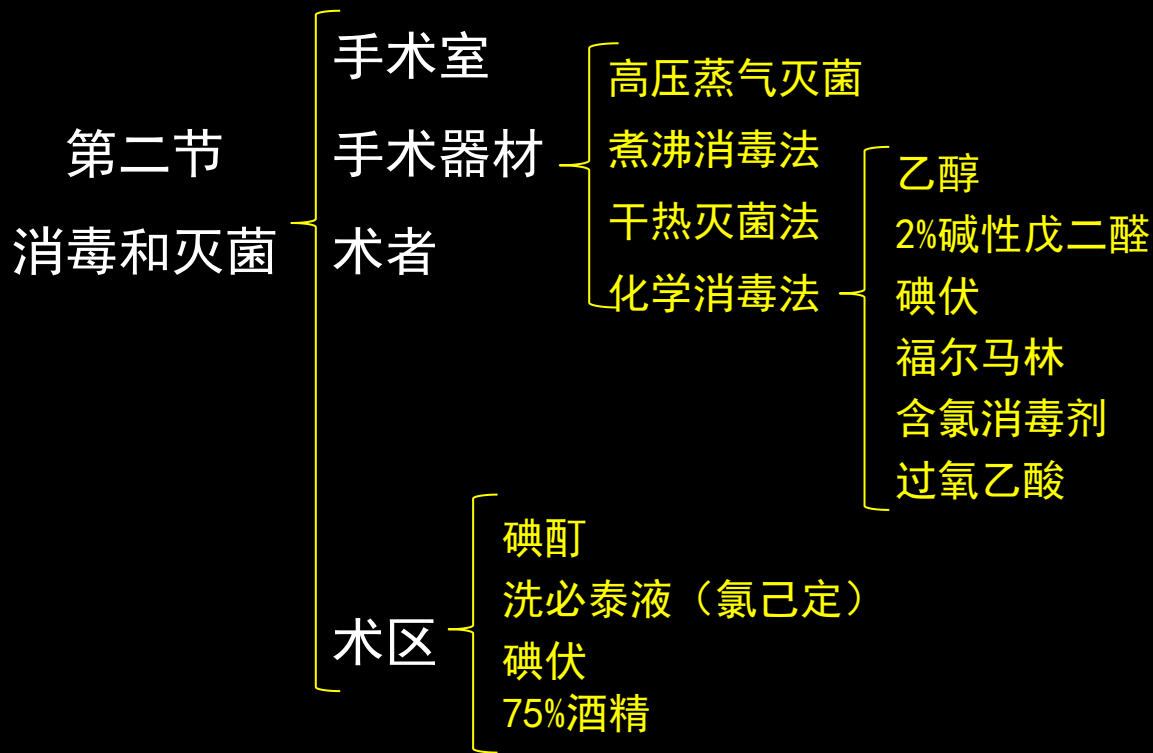 第二节
消毒和灭菌
手术室
手术器材
术者
术区
高压蒸气灭菌
煮沸消毒法
干热灭菌法
化学消毒法
乙醇
2%碱性戊二醛
碘伏
福尔马林
含氯消毒剂
过氧乙酸
碘酊
洗必泰液（氯己定）
碘伏
75%酒精